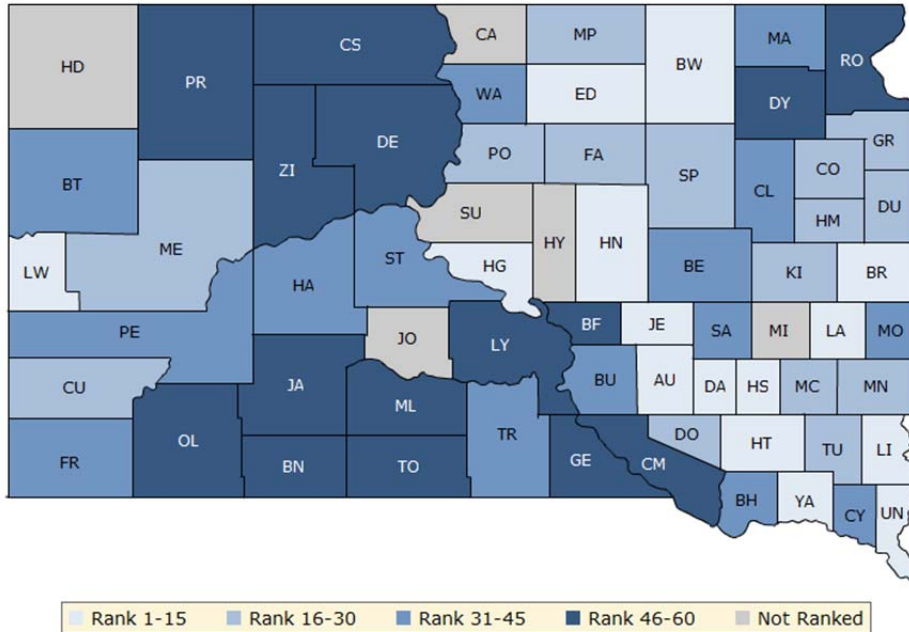 CS
CA
MP
BW
MA
RO
HD
PR
WA
ED
DY
DE
PO
FA
SP
CL
CO
GR
BT
ZI
SU
HM
DU
ME
HY
HN
LW
HA
ST
HG
BE
KI
BR
PE
JO
LY
BF
JE
SA
MI
LA
MO
CU
JA
ML
BU
AU
DA
HS
MC
MN
FR
OL
BN
TO
TR
GE
CM
DO
HT
TU
LI
BH
YA
CY
UN
Rank 1-15 Rank 16-30 Rank 31-45 Rank 46-60 Not Ranked